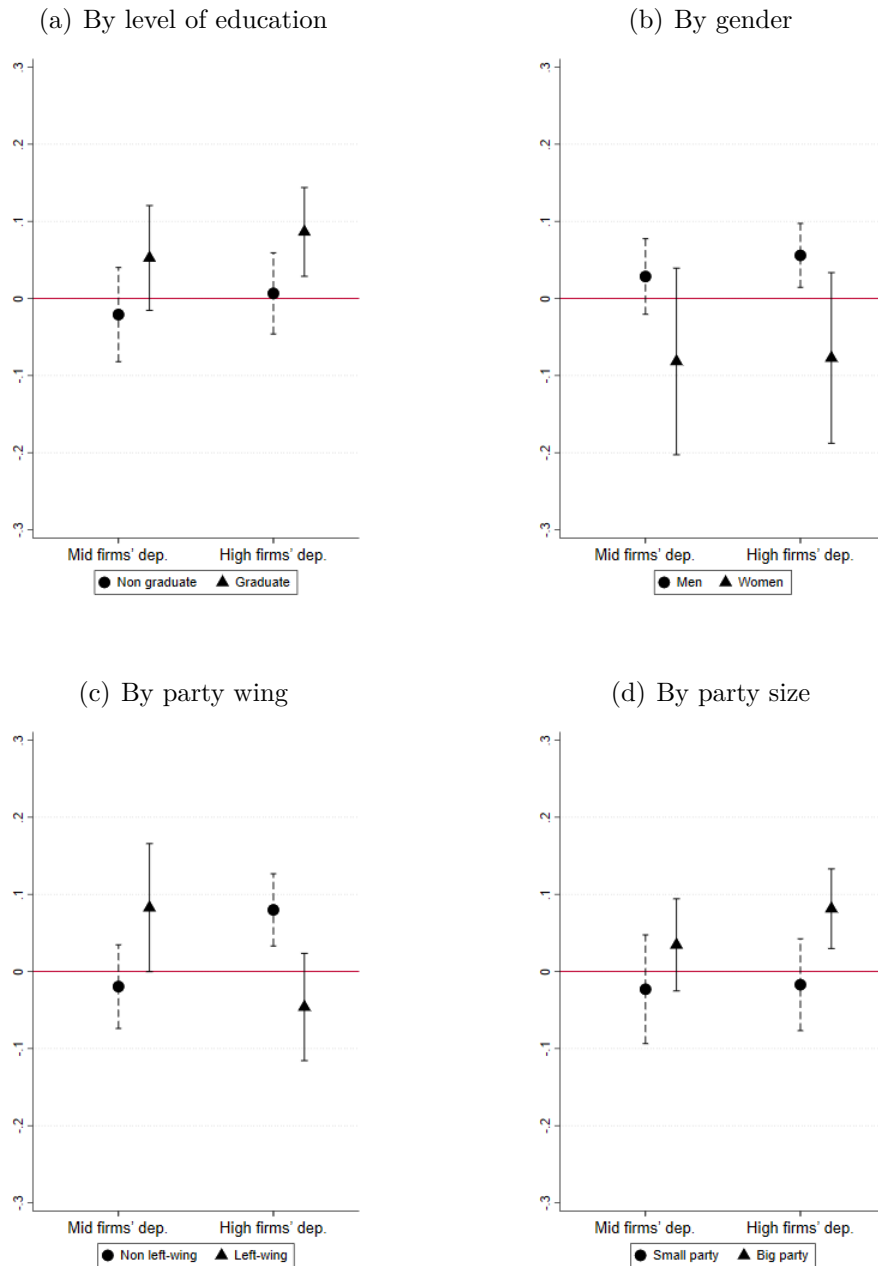 (a) By level of education
.3
.2
.1
0
-.1
-.2
-.3
Mid firms' dep. High firms' dep.
Non graduate Graduate
(b) By gender
.3
.2
.1
0
-.1
-.2
-.3
Mid firms' dep. High firms' dep.
Men Women
(c) By party wing
.3
.2
.1
0
-.1
-.2
-.3
Mid firms' dep. High firms' dep.
Non left-wing Left-wing
(d) By party size
.3
.2
.1
0
-.1
-.2
-.3
Mid firms' dep. High firms' dep.
Small party Big party